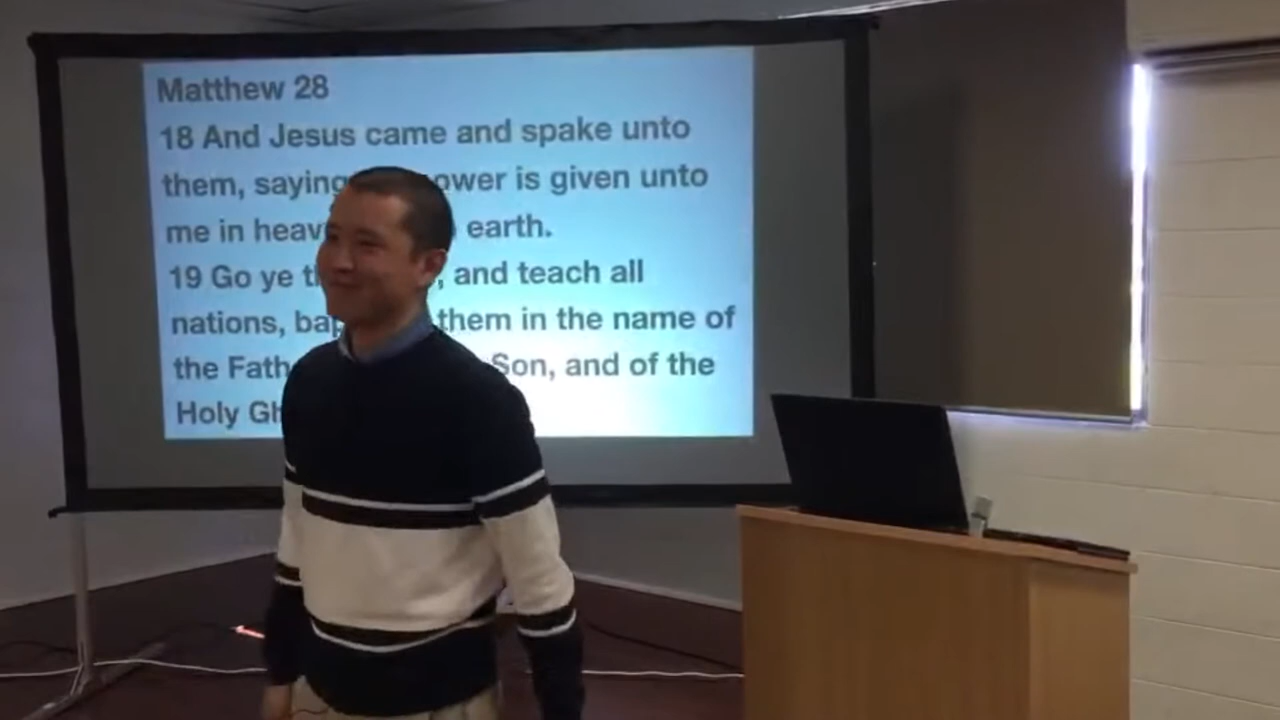 Matthew 28
18 And Jesus came and spake unto
them, saying ower is given unto
me in heav earth.
19 Go ye t , and teach all
nations, bap them in the name of
the Fath Son, and of the
Holy Gh